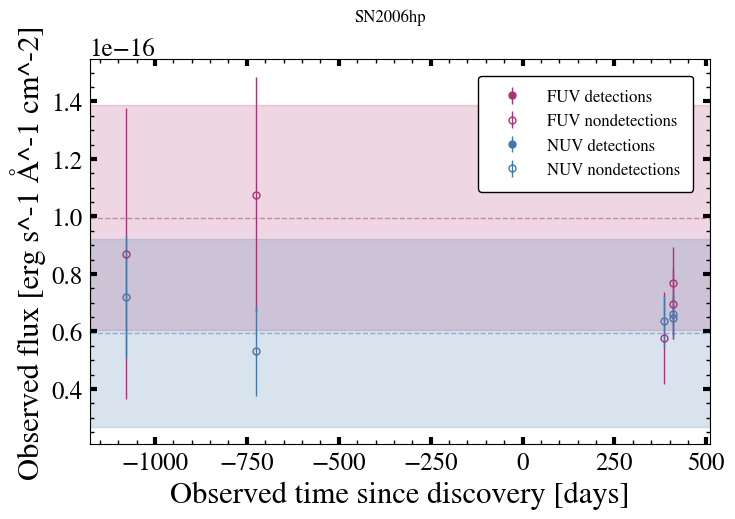 SN2006hp
1e−16
Observed flux [erg s^-1 Å^-1 cm^-2]
1.4
1.2
1.0
0.8
0.6
0.4
FUV detections
FUV nondetections
NUV detections
NUV nondetections
−1000 −750 −500 −250 0 250 500
Observed time since discovery [days]